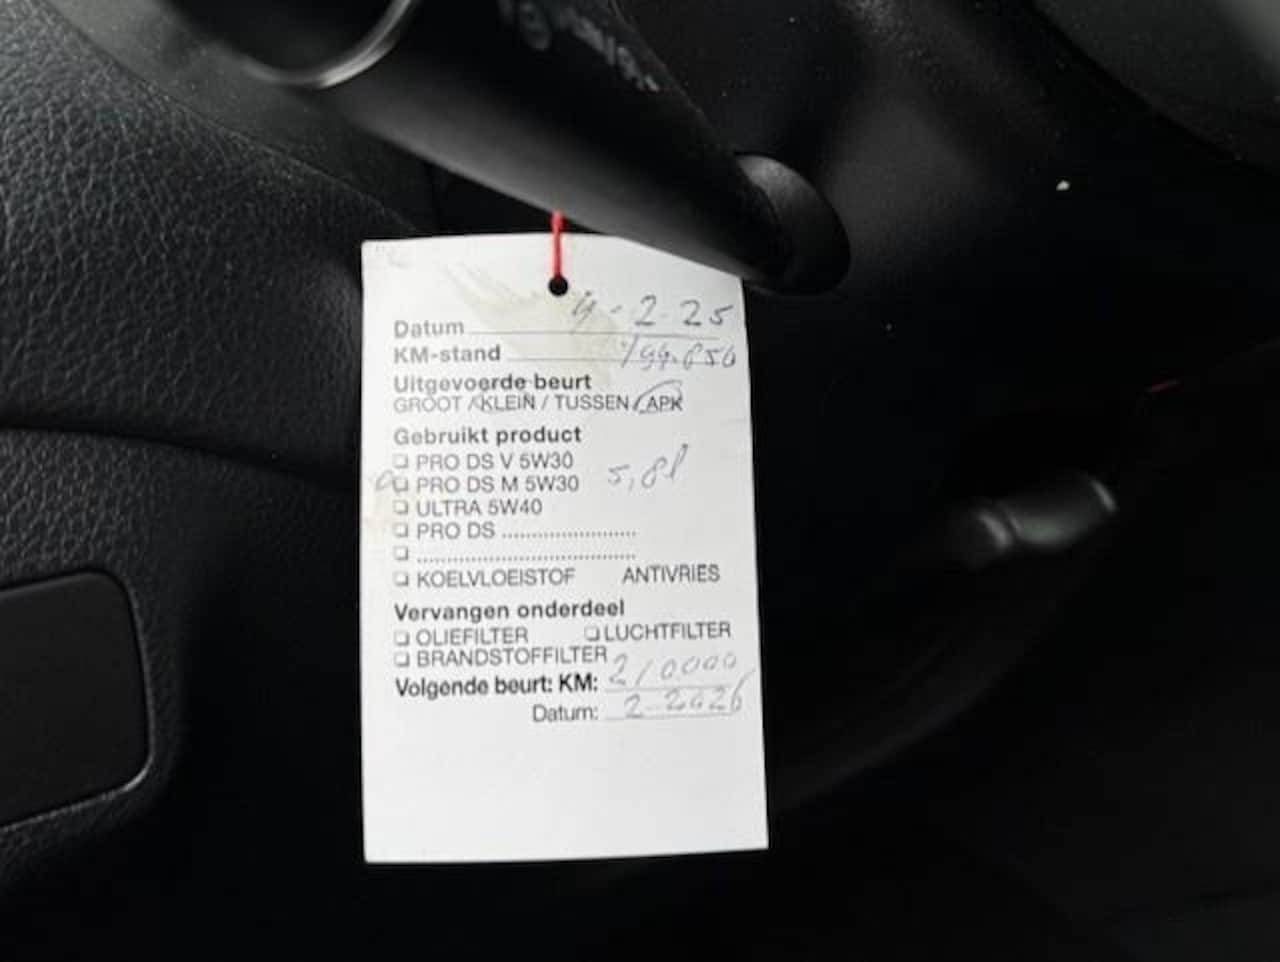 Datum 4-2-25
KM-stand 199.850
Uitgevoerde beurt
GROOT / KLEIN / TUSSEN / APK
Gebruikt product
❏ PRO DS V 5W30
❏ PRO DS M 5W30 5,8l
❏ ULTRA 5W40
❏ PRO DS ........................
❏ .......................................
❏ KOELVLOEISTOF ANTIVRIES
Vervangen onderdeel
❏ OLIEFILTER ❏ LUCHTFILTER
❏ BRANDSTOFFILTER
Volgende beurt: KM: 210000
Datum: 2-2026